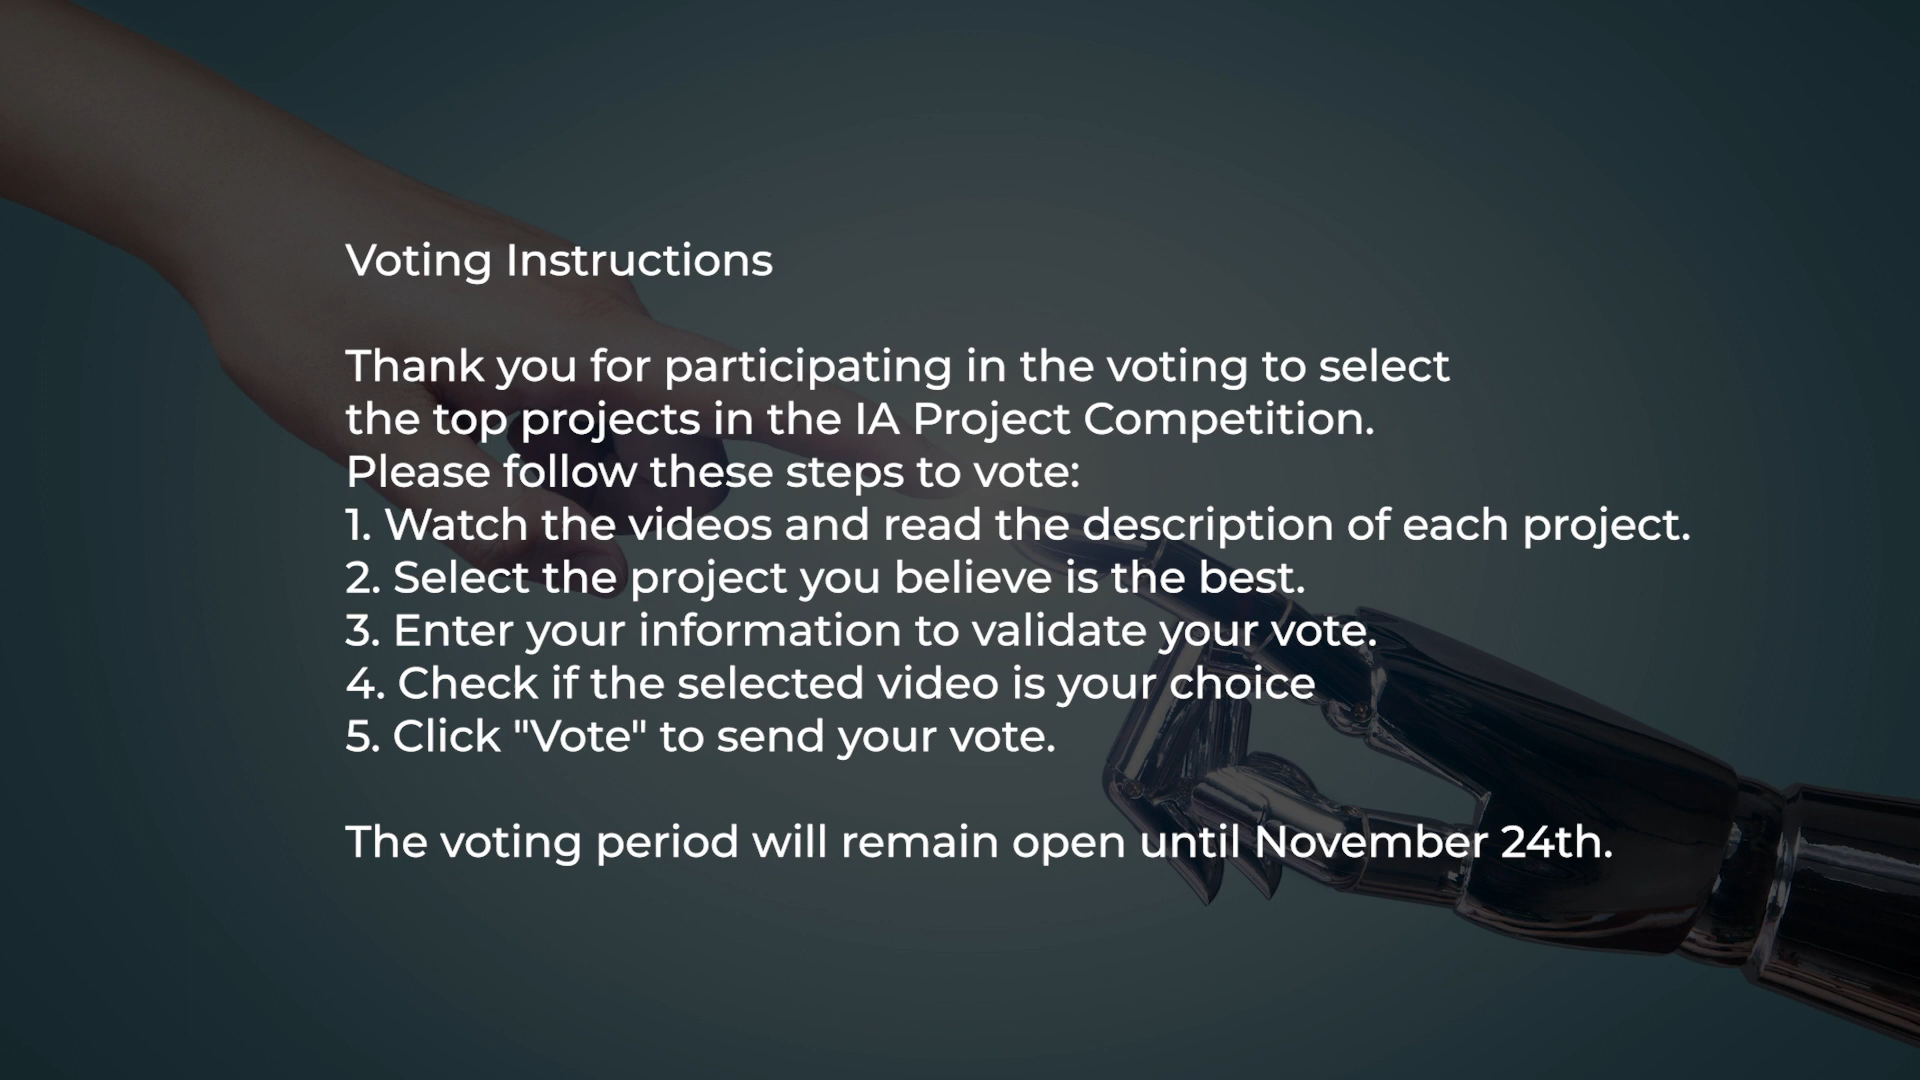 Voting Instructions
Thank you for participating in the voting to select
the top projects in the IA Project Competition.
Please follow these steps to vote:
1. Watch the videos and read the description of each project.
2. Select the project you believe is the best.
3. Enter your information to validate your vote.
4. Check if the selected video is your choice
5. Click "Vote" to send your vote.
The voting period will remain open until November 24th.